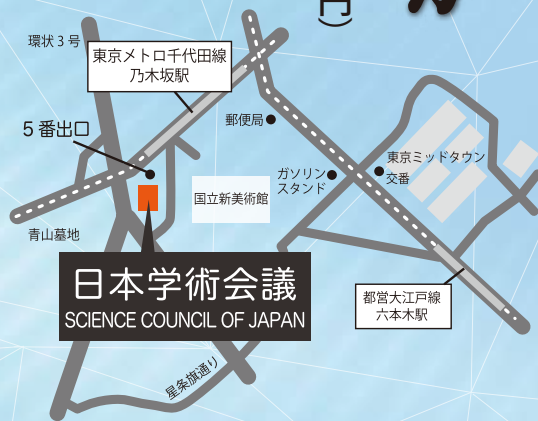 円）
環状3号
東京メトロ千代田線
乃木坂駅
5番出口
郵便局
ガソリン
スタンド
東京ミッドタウン
交番
国立新美術館
青山墓地
日本学術会議
SCIENCE COUNCIL OF JAPAN
都営大江戸線
六本木駅
星条旗通り